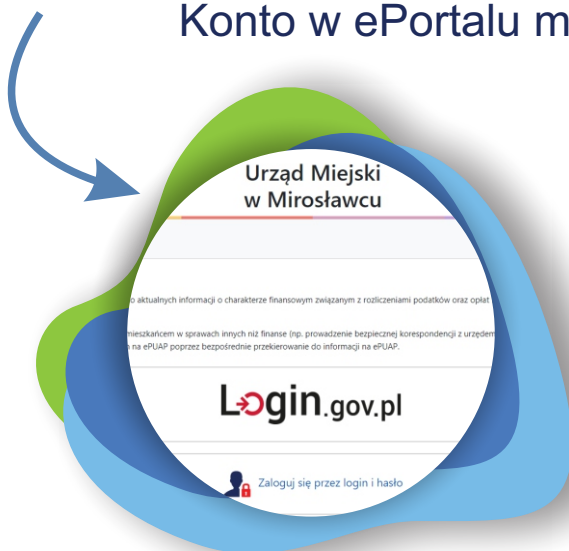 Konto w ePortalu m
Urząd Miejski
w Mirosławcu
o aktualnych informacji o charakterze finansowym związanym z rozliczeniami podatków oraz opłat
mieszkańcem w sprawach innych niż finanse (np. prowadzenie bezpiecznej korespondencji z urzędem
na ePUAP poprzez bezpośrednie przekierowanie do informacji na ePUAP.
Login.gov.pl
Zaloguj się przez login i hasło